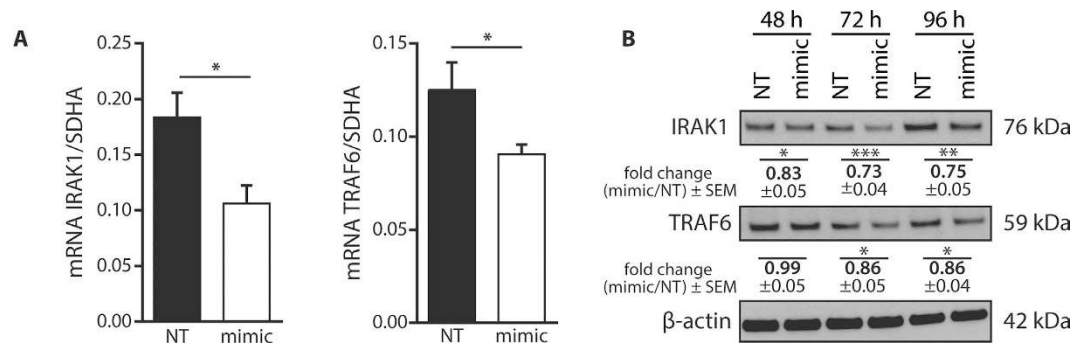 A
mRNA IRAK1/SDHA
0.25
0.20
0.15
0.10
0.05
0.00
*
NT mimic
mRNA TRAF6/SDHA
0.15
0.10
0.05
0.00
*
NT mimic
B
48 h 72 h 96 h
NT mimic NT mimic NT mimic
IRAK1 76 kDa
* *** **
fold change 0.83 0.73 0.75
(mimic/NT) ± SEM ±0.05 ±0.04 ±0.05
TRAF6 59 kDa
* *
fold change 0.99 0.86 0.86
(mimic/NT) ± SEM ±0.05 ±0.05 ±0.04
β-actin 42 kDa